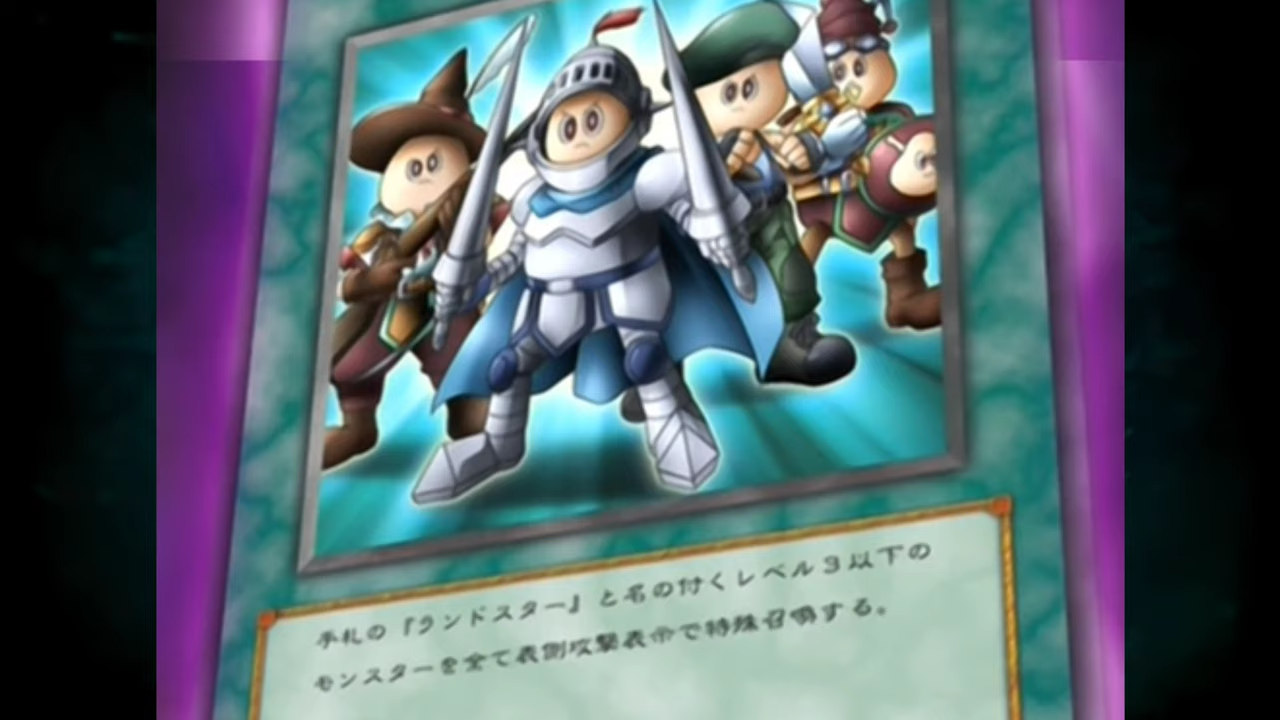 手札の『ランドスター』と名の付くレベル３以下の
モンスターを全て表側攻撃表示で特殊召喚する。